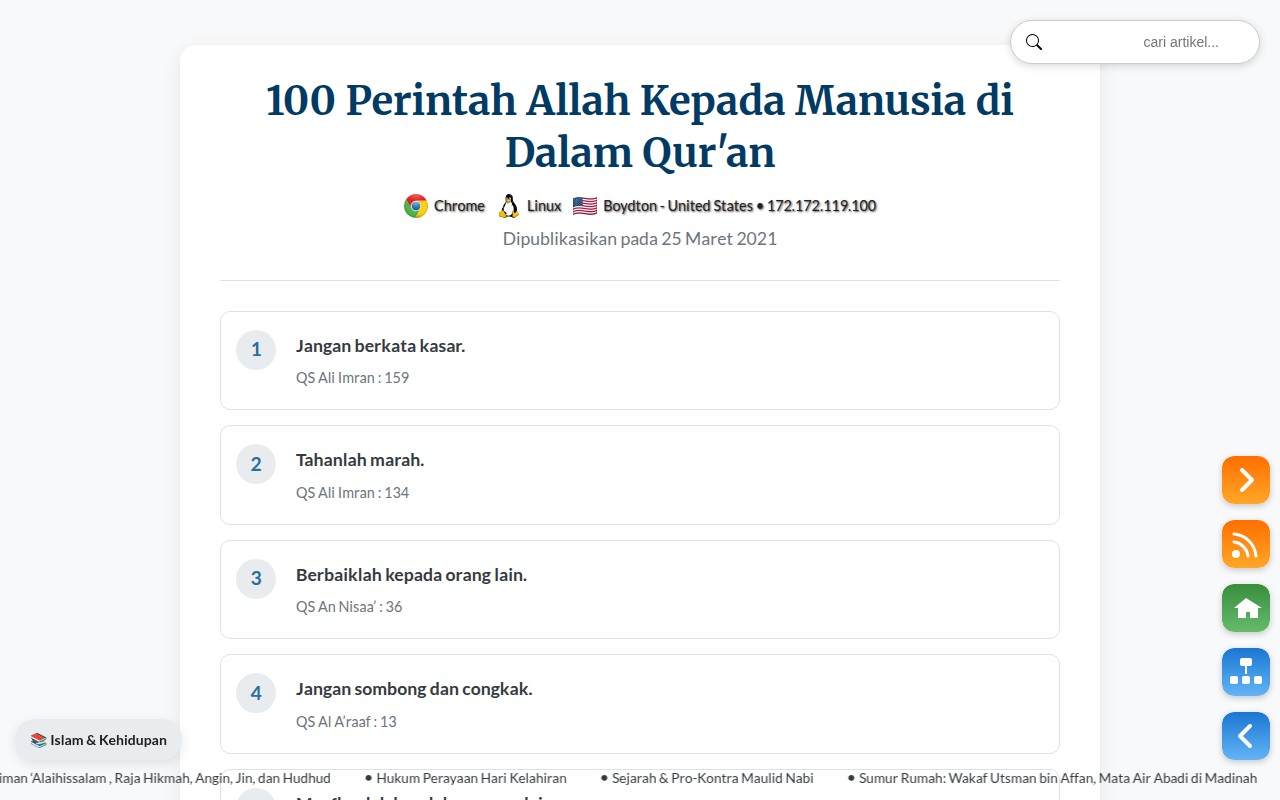 cari artikel...
100 Perintah Allah Kepada Manusia di
Dalam Qur'an
Chrome Linux Boydton - United States • 172.172.119.100
Dipublikasikan pada 25 Maret 2021
1
Jangan berkata kasar.
QS Ali Imran : 159
2
Tahanlah marah.
QS Ali Imran : 134
3
Berbaiklah kepada orang lain.
QS An Nisaa’ : 36
4
Jangan sombong dan congkak.
QS Al A’raaf : 13
📚 Islam & Kehidupan
iman ‘Alaihissalam , Raja Hikmah, Angin, Jin, dan Hudhud • Hukum Perayaan Hari Kelahiran • Sejarah & Pro-Kontra Maulid Nabi • Sumur Rumah: Wakaf Utsman bin Affan, Mata Air Abadi di Madinah